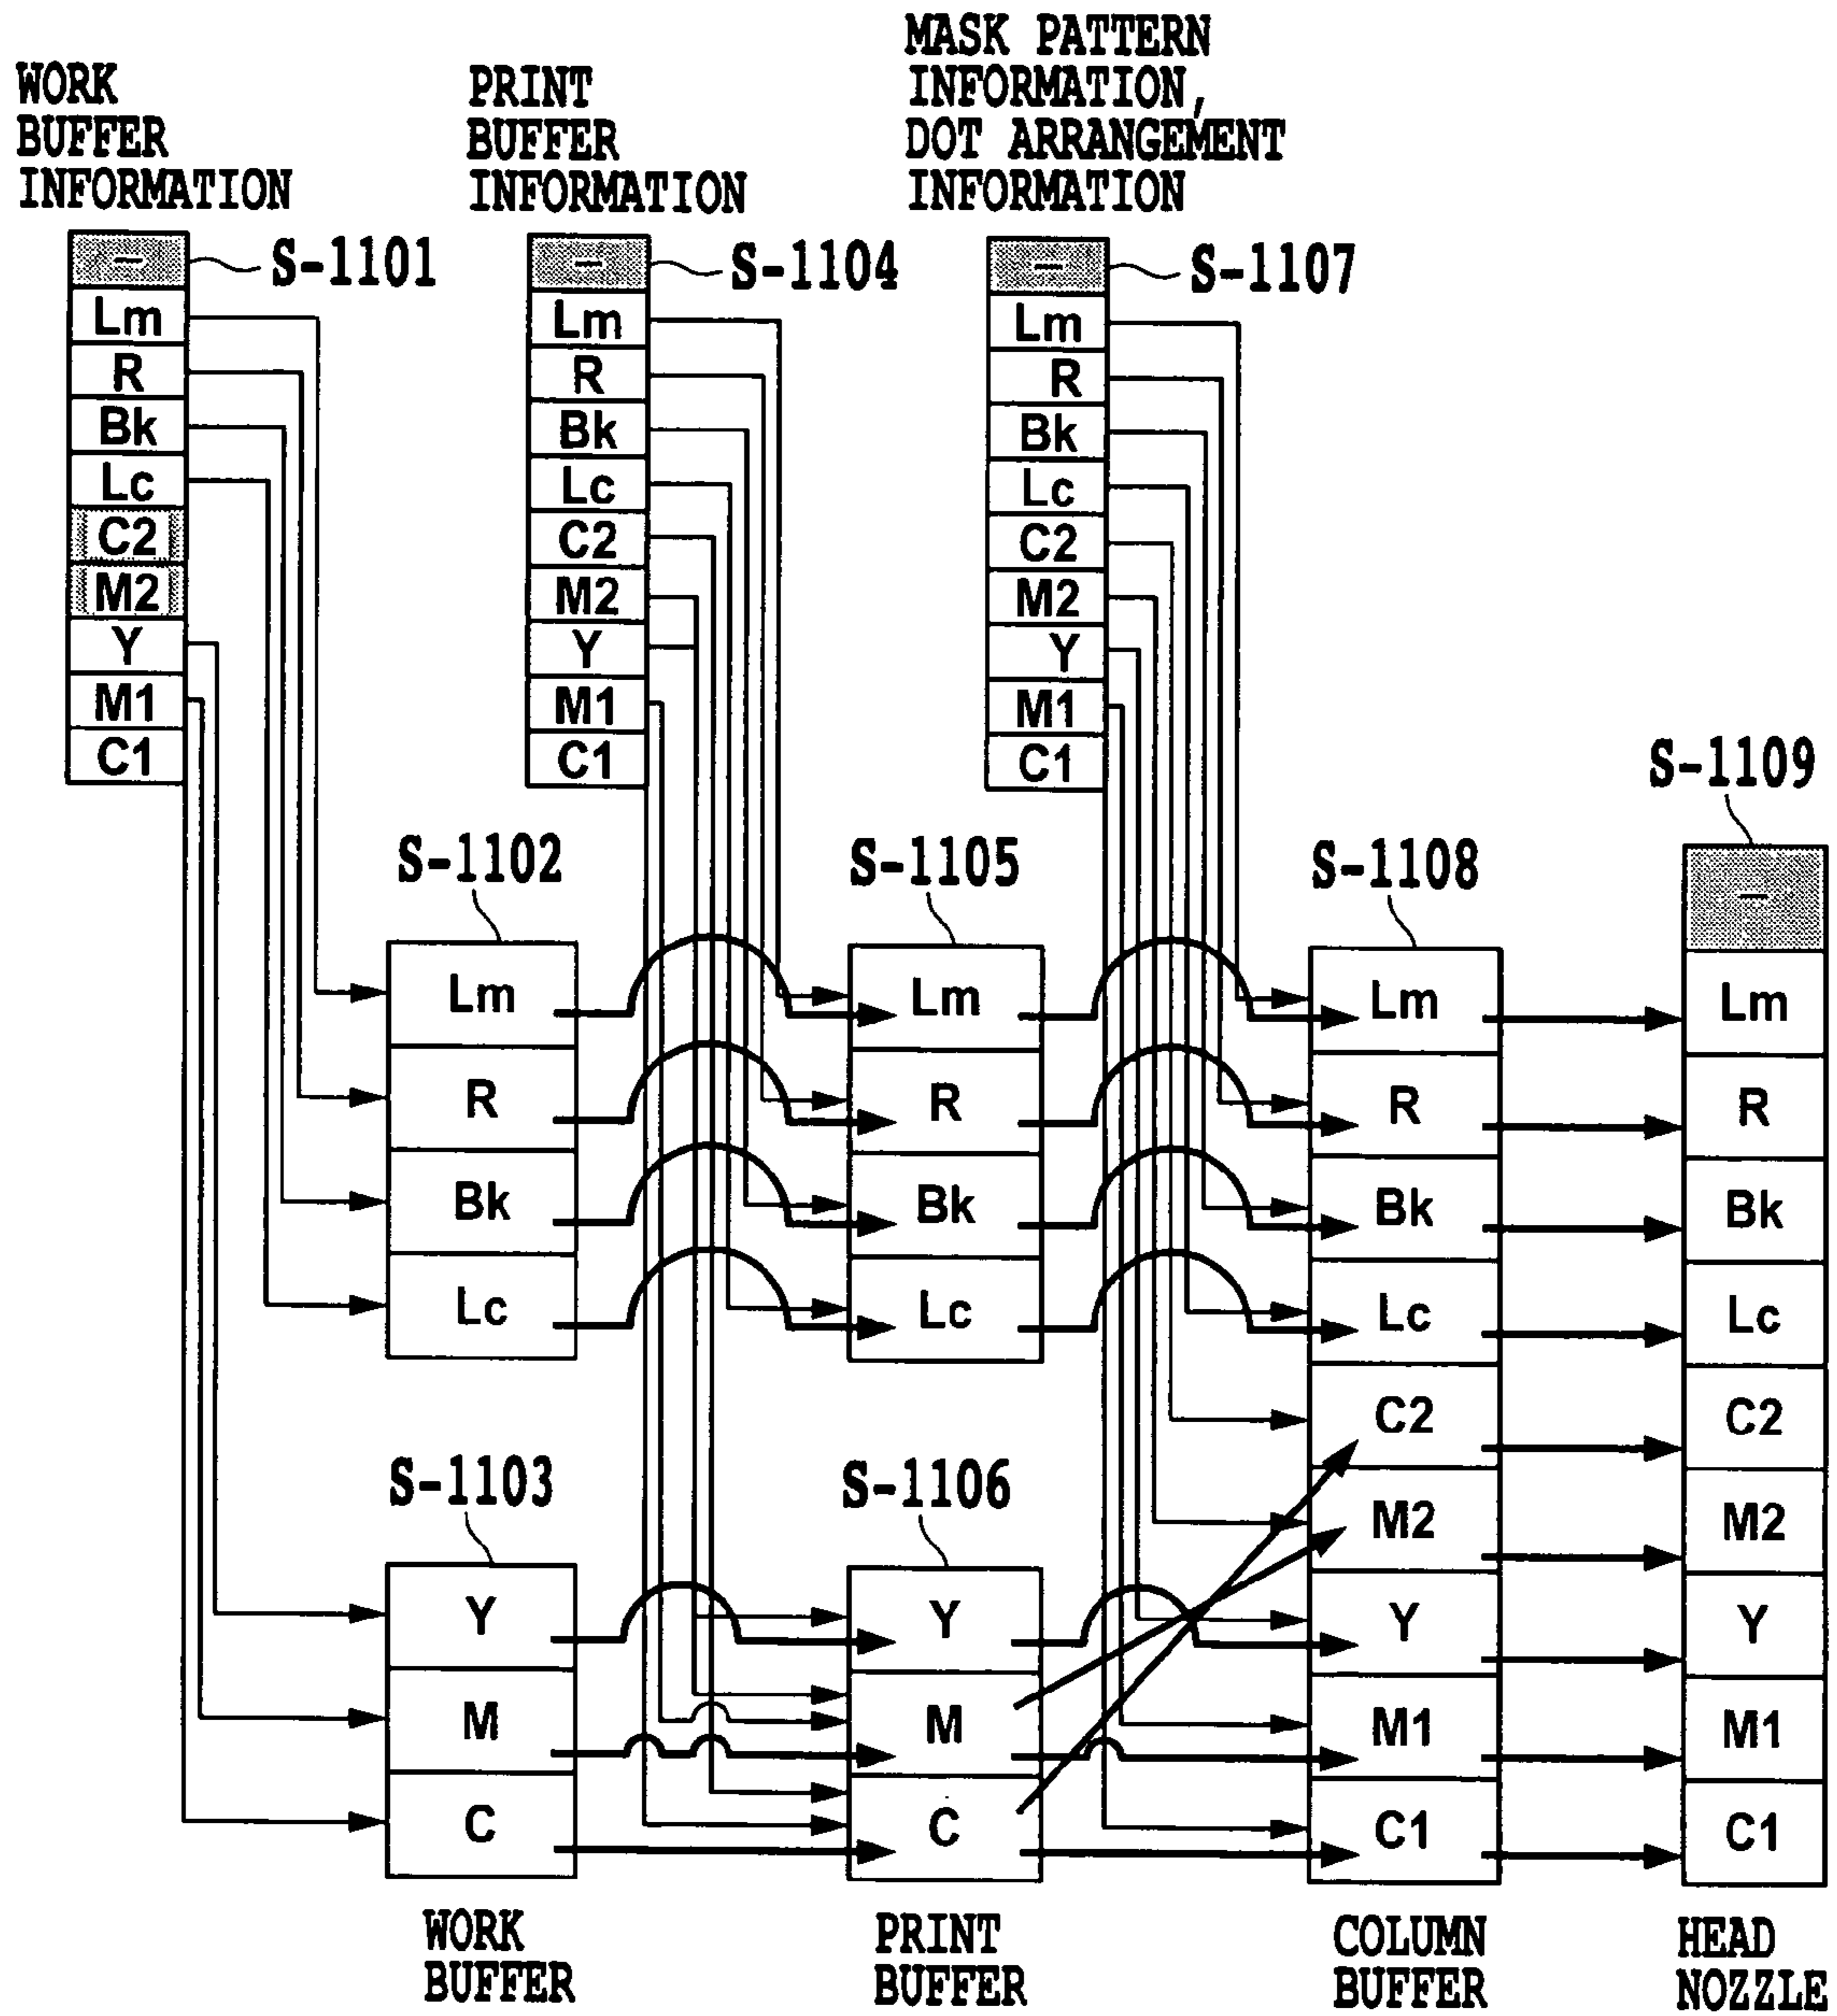 WORK
BUFFER
INFORMATION
PRINT
BUFFER
INFORMATION
MASK PATTERN
INFORMATION,
DOT ARRANGEMENT
INFORMATION
-
Lm
R
Bk
Lc
C2
M2
Y
M1
C1
S-1101
-
Lm
R
Bk
Lc
C2
M2
Y
M1
C1
S-1104
-
Lm
R
Bk
Lc
C2
M2
Y
M1
C1
S-1107
S-1102
Lm
R
Bk
Lc
S-1103
Y
M
C
WORK
BUFFER
S-1105
Lm
R
Bk
Lc
S-1106
Y
M
C
PRINT
BUFFER
S-1108
Lm
R
Bk
Lc
C2
M2
Y
M1
C1
COLUMN
BUFFER
S-1109
-
Lm
R
Bk
Lc
C2
M2
Y
M1
C1
HEAD
NOZZLE